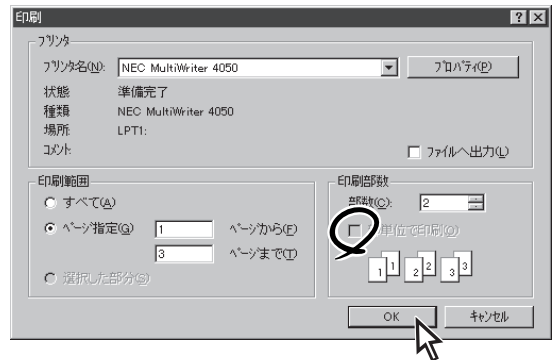 印刷
プリンタ
プリンタ名(N): NEC MultiWriter 4050 プロパティ(P)
状態 準備完了
種類 NEC MultiWriter 4050
場所 LPT1:
コメント ファイルへ出力(L)
印刷範囲
すべて(A)
ページ指定(G) 1 ページから(F)
3 ページまで(T)
選択した部分(S)
印刷部数
部数(C): 2
単位で印刷(O)
1 1 2 2 3 3
OK キャンセル